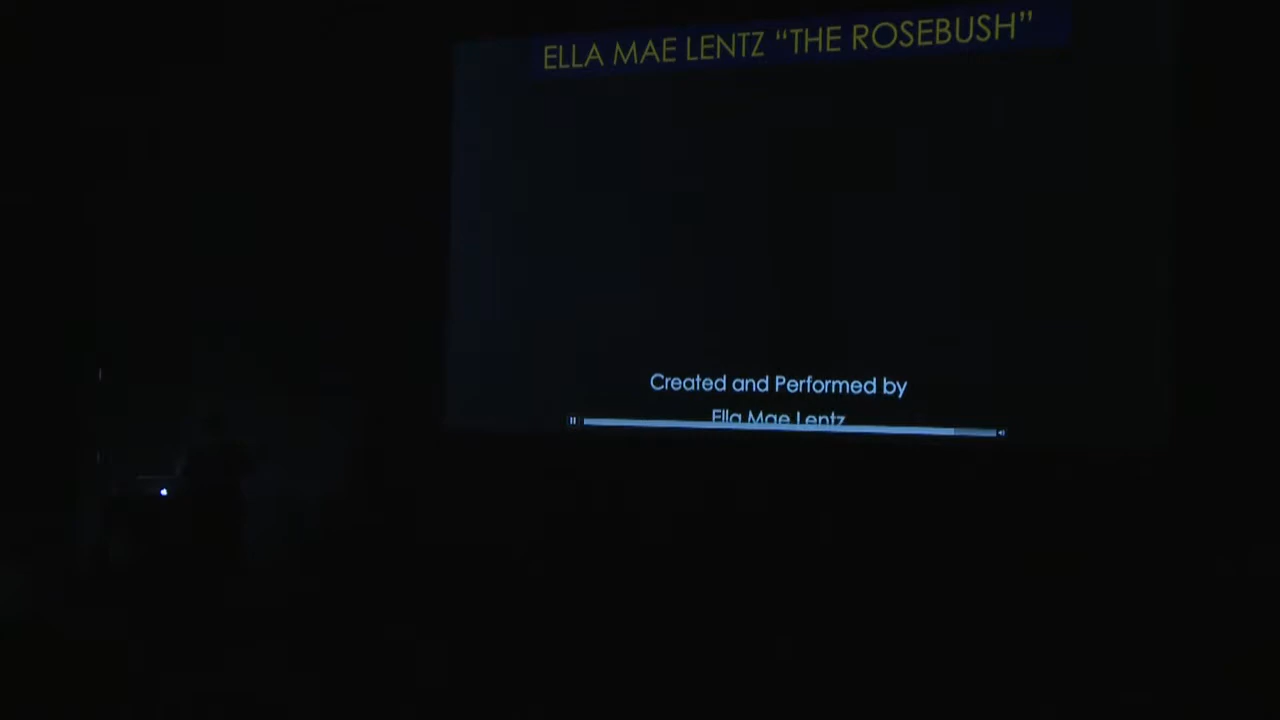 ELLA MAE LENTZ “THE ROSEBUSH”
Created and Performed by
Ella Mae Lentz